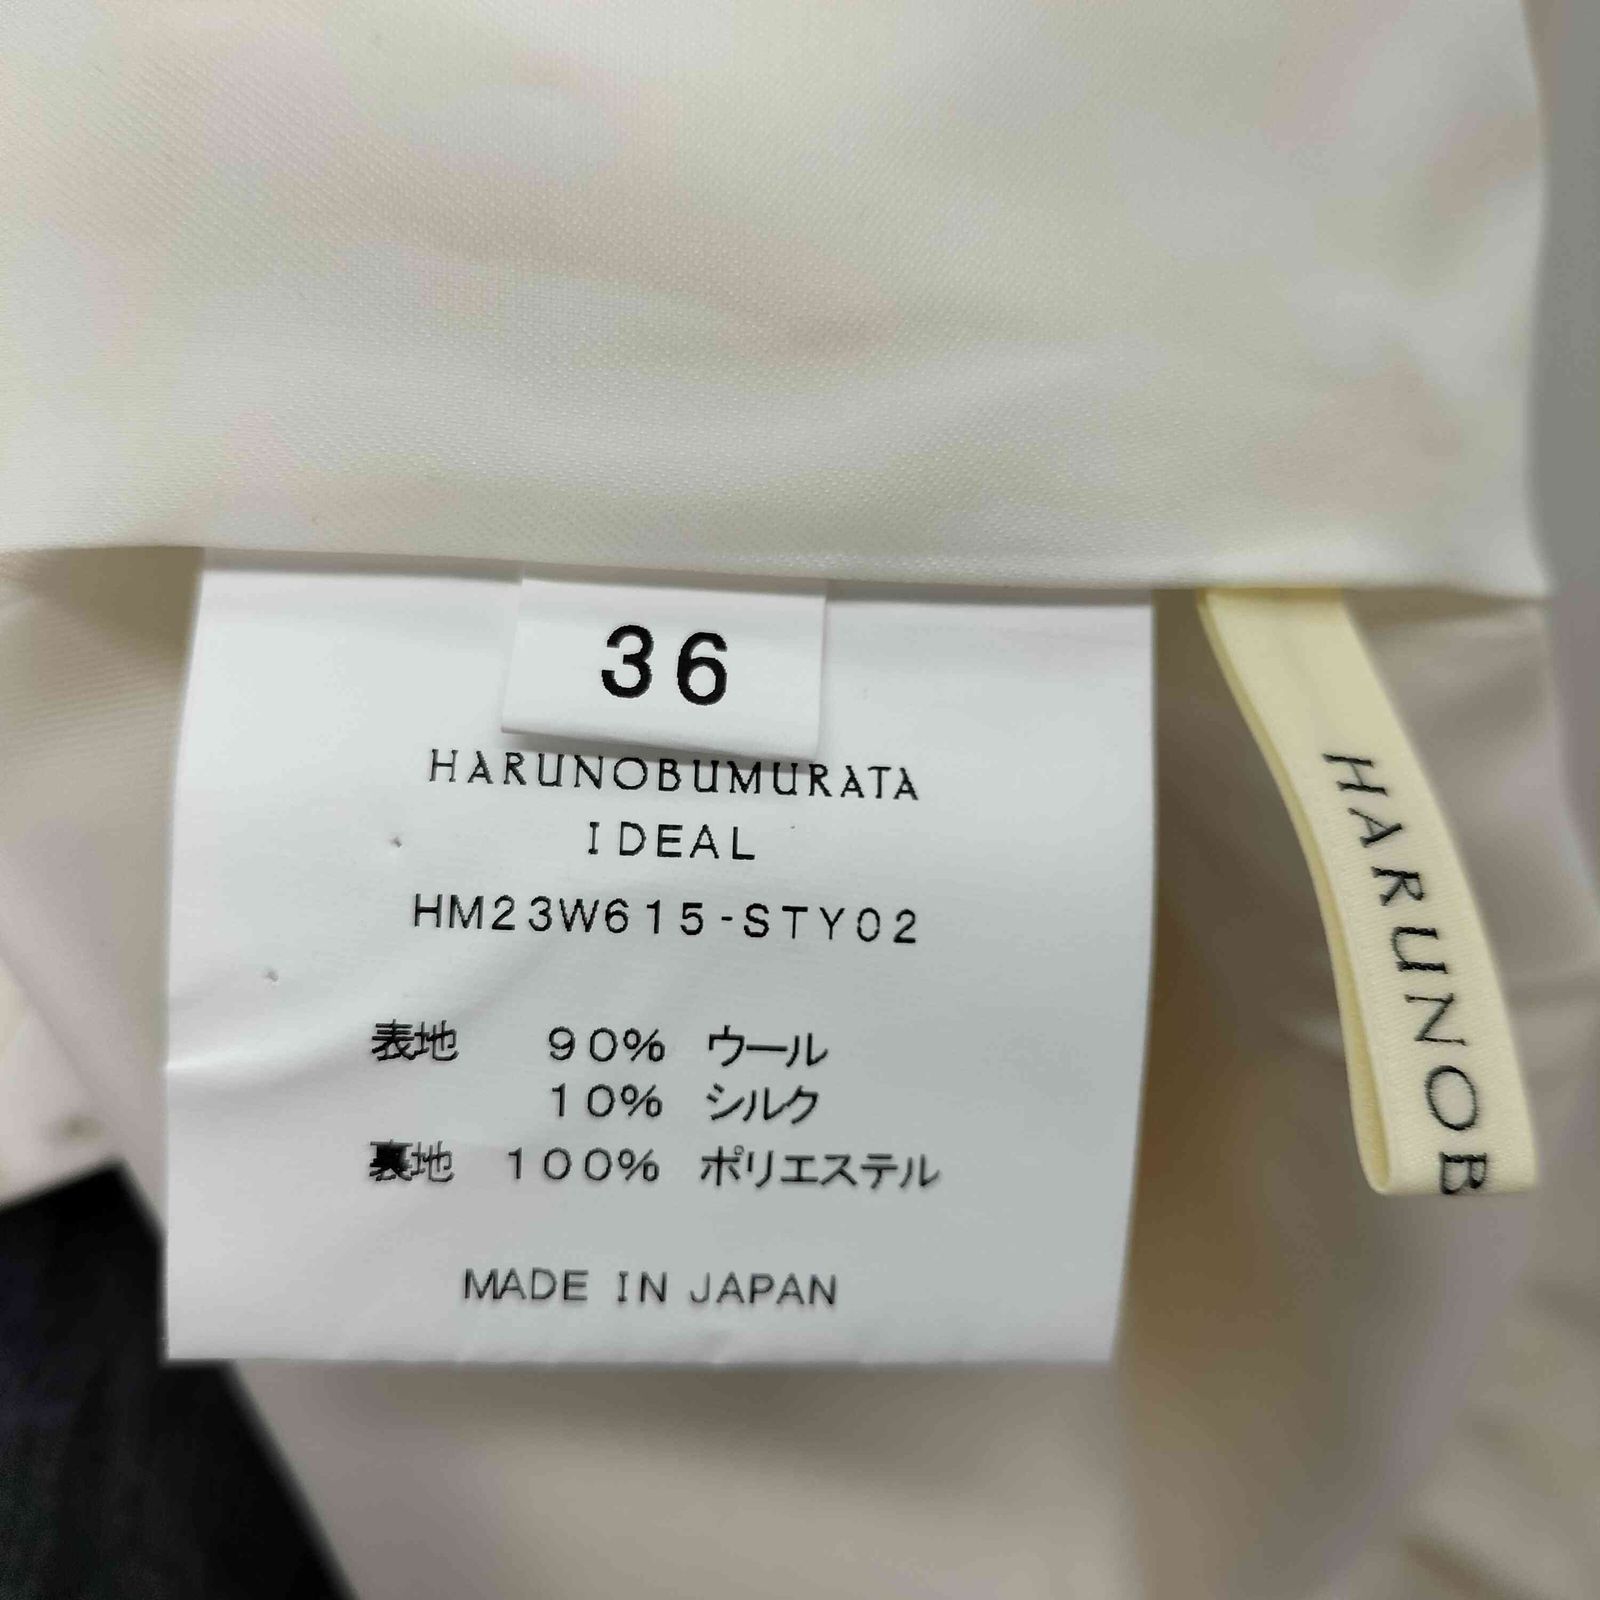 36
HARUNOBUMURATA
IDEAL
HM23W615-STY02
表地 90% ウール
10% シルク
裏地 100% ポリエステル
MADE IN JAPAN
HARUNOB